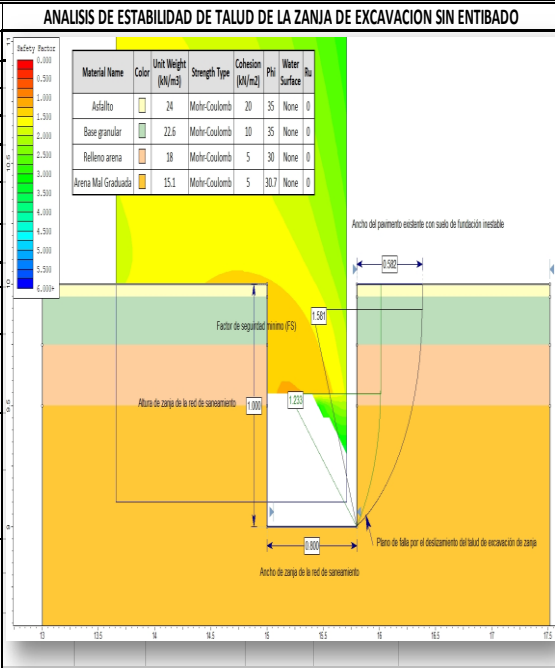 ANALISIS DE ESTABILIDAD DE TALUD DE LA ZANJA DE EXCAVACION SIN ENTIBADO
Safety Factor
0.000
0.500
1.000
1.500
2.000
2.500
3.000
3.500
4.000
4.500
5.000
5.500
6.000+
Material Name Color Unit Weight (kN/m3) Strength Type Cohesion (kN/m2) Phi Water Surface Ru
Asfallto 24 Mohr-Coulomb 20 35 None 0
Base granular 22.6 Mohr-Coulomb 10 35 None 0
Relleno arena 18 Mohr-Coulomb 5 30 None 0
Arena Mal Graduada 15.1 Mohr-Coulomb 5 30.7 None 0
Ancho del pavimento existente con suelo de fundación inestable
0.582
1.581
Factor de seguridad minimo (FS)
Altura de zanja de la red de saneamiento
1.000
1.233
0.800
Plano de falla por el deslizamiento del talud de excavación de zanja
Ancho de zanja de la red de saneamiento
13 13.5 14 14.5 15 15.5 16 16.5 17 17.5